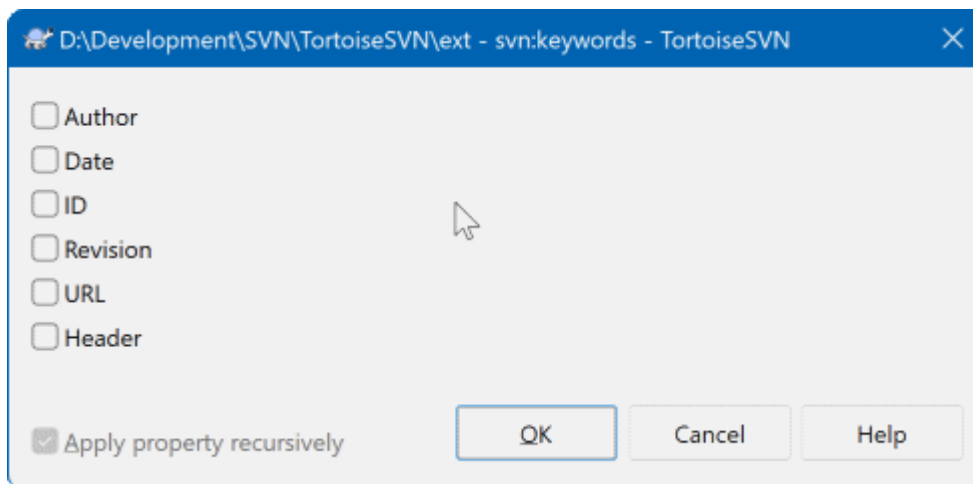 D:\Development\SVN\TortoiseSVN\ext - svn:keywords - TortoiseSVN
Author
Date
ID
Revision
URL
Header
Apply property recursively
OK
Cancel
Help